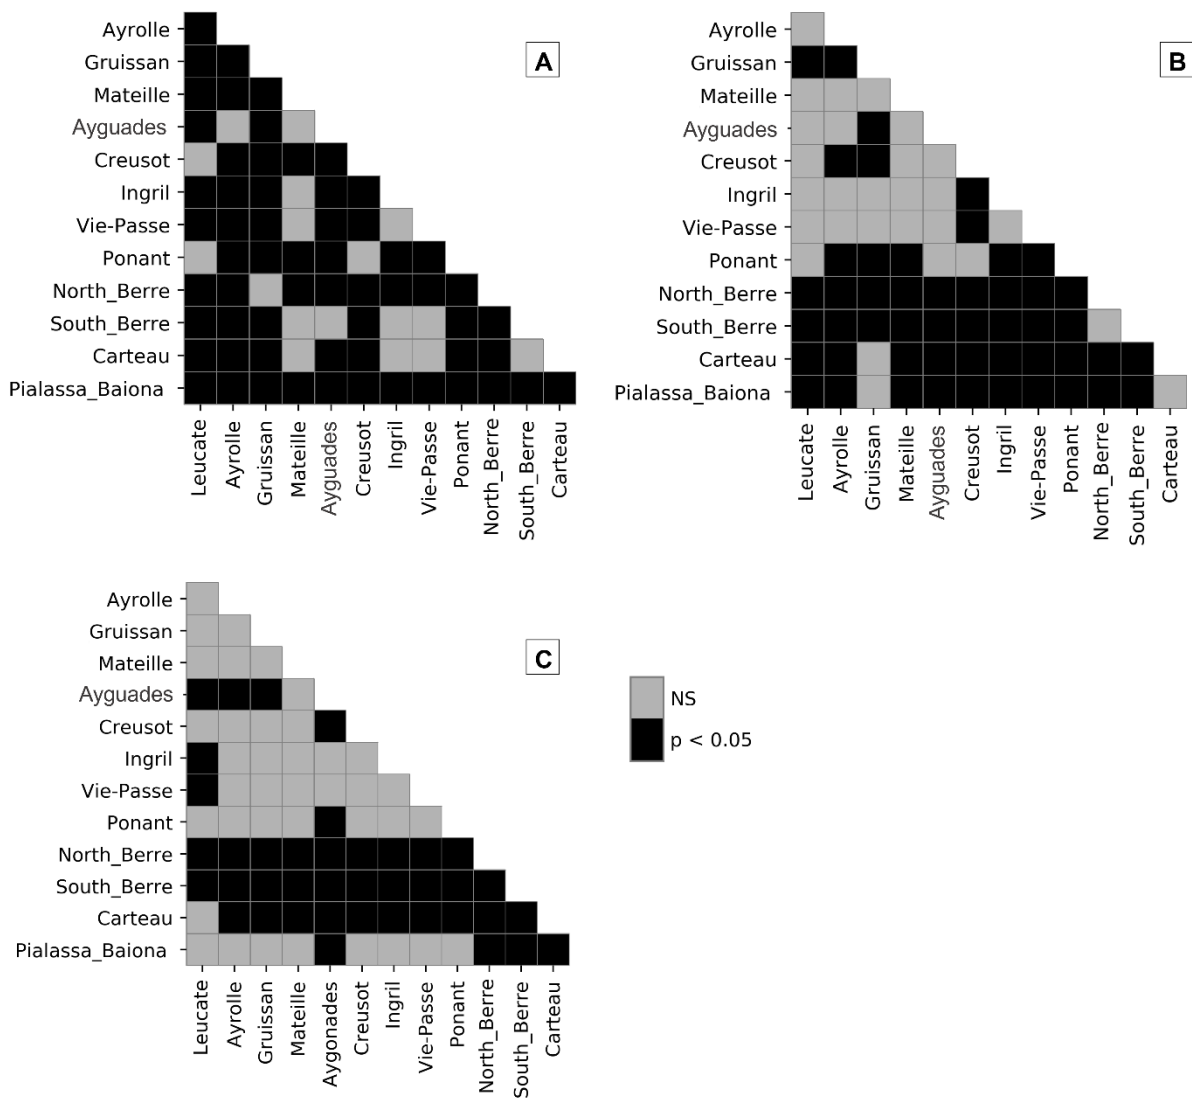 A
Ayrolle
Gruissan
Mateille
Ayguades
Creusot
Ingril
Vie-Passe
Ponant
North_Berre
South_Berre
Carteau
Pialassa_Baiona
Leucate
Ayrolle
Gruissan
Mateille
Ayguades
Creusot
Ingril
Vie-Passe
Ponant
North_Berre
South_Berre
Carteau
B
Ayrolle
Gruissan
Mateille
Ayguades
Creusot
Ingril
Vie-Passe
Ponant
North_Berre
South_Berre
Carteau
Pialassa_Baiona
Leucate
Ayrolle
Gruissan
Mateille
Ayguades
Creusot
Ingril
Vie-Passe
Ponant
North_Berre
South_Berre
Carteau
C
Ayrolle
Gruissan
Mateille
Ayguades
Creusot
Ingril
Vie-Passe
Ponant
North_Berre
South_Berre
Carteau
Pialassa_Baiona
Leucate
Ayrolle
Gruissan
Mateille
Aygonades
Creusot
Ingril
Vie-Passe
Ponant
North_Berre
South_Berre
Carteau
NS
p < 0.05